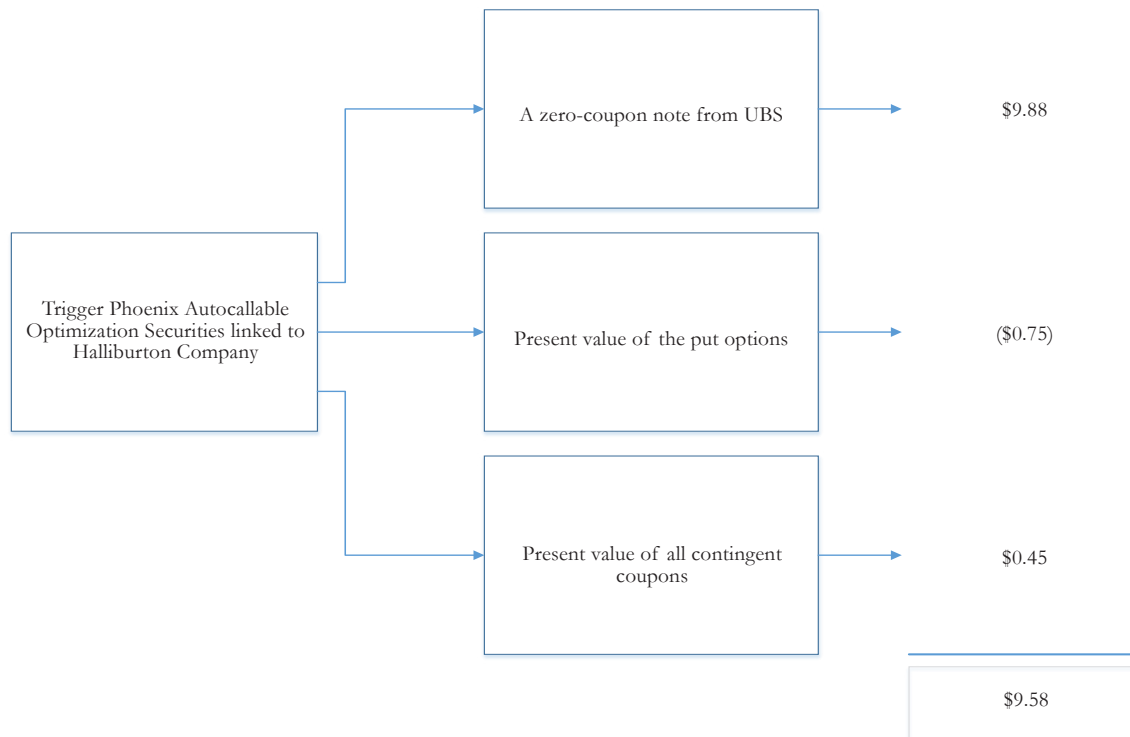 A zero-coupon note from UBS
$9.88
Trigger Phoenix Autocallable
Optimization Securities linked to
Halliburton Company
Present value of the put options
($0.75)
Present value of all contingent
coupons
$0.45
$9.58